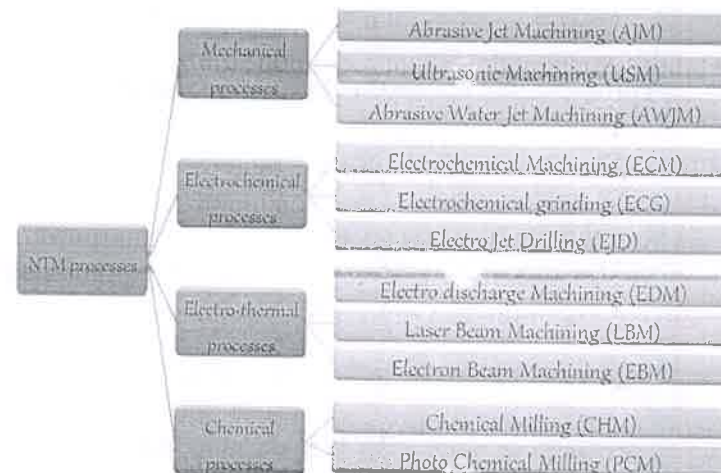 NTM processes
Mechanical
processes
Abrasive Jet Machining (AJM)
Ultrasonic Machining (USM)
Abrasive Water Jet Machining (AWJM)
Electrochemical
processes
Electrochemical Machining (ECM)
Electrochemical grinding (ECG)
Electro Jet Drilling (EJD)
Electro-thermal
processes
Electro discharge Machining (EDM)
Laser Beam Machining (LBM)
Electron Beam Machining (EBM)
Chemical
processes
Chemical Milling (CHM)
Photo Chemical Milling (PCM)